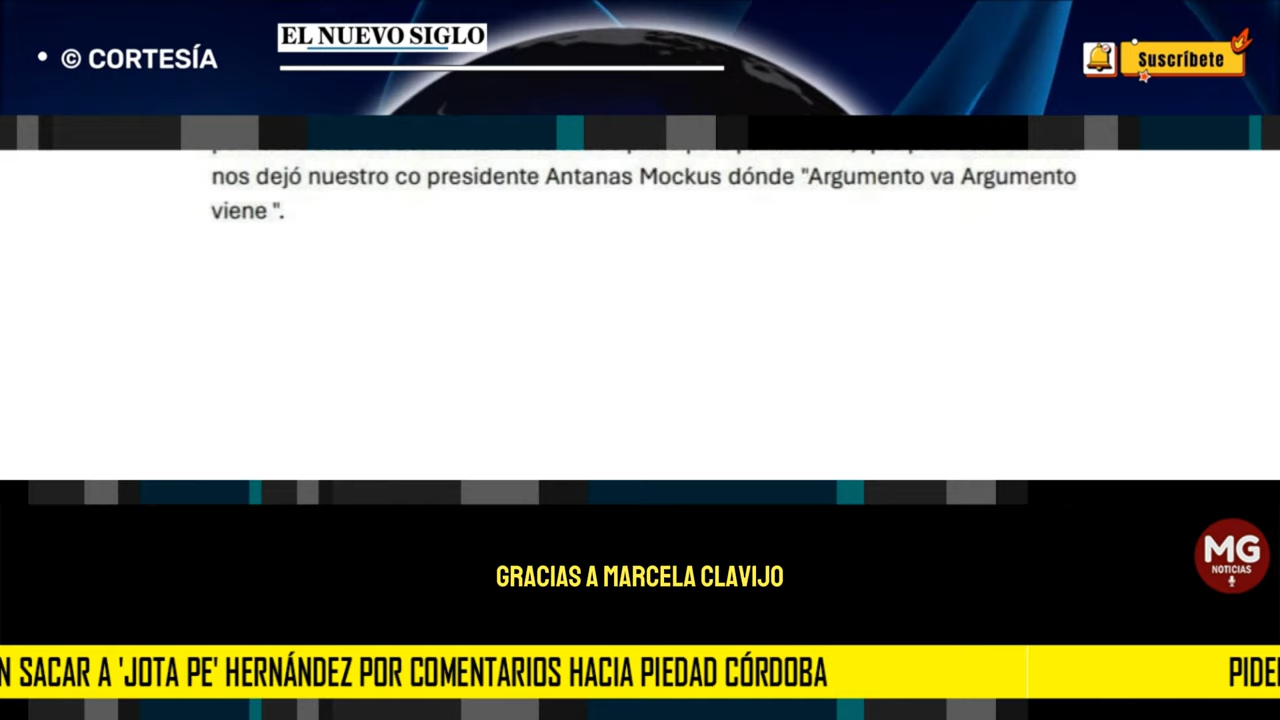 • © CORTESÍA
EL NUEVO SIGLO
Suscríbete
nos dejó nuestro co presidente Antanas Mockus dónde "Argumento va Argumento
viene ".
MG
NOTICIAS
GRACIAS A MARCELA CLAVIJO
N SACAR A 'JOTA PE' HERNÁNDEZ POR COMENTARIOS HACIA PIEDAD CÓRDOBA
PIDE